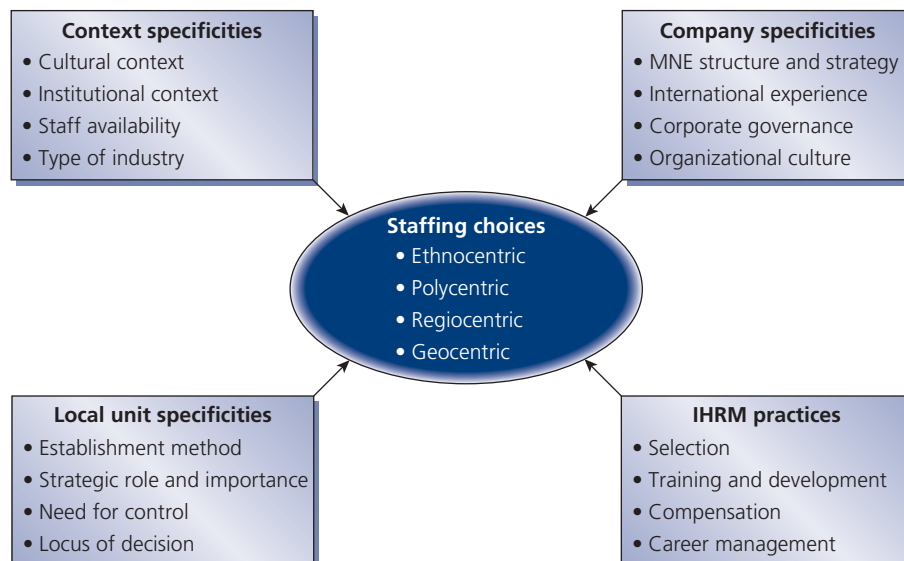 Context specificities
• Cultural context
• Institutional context
• Staff availability
• Type of industry
Company specificities
• MNE structure and strategy
• International experience
• Corporate governance
• Organizational culture
Staffing choices
• Ethnocentric
• Polycentric
• Regiocentric
• Geocentric
Local unit specificities
• Establishment method
• Strategic role and importance
• Need for control
• Locus of decision
IHRM practices
• Selection
• Training and development
• Compensation
• Career management